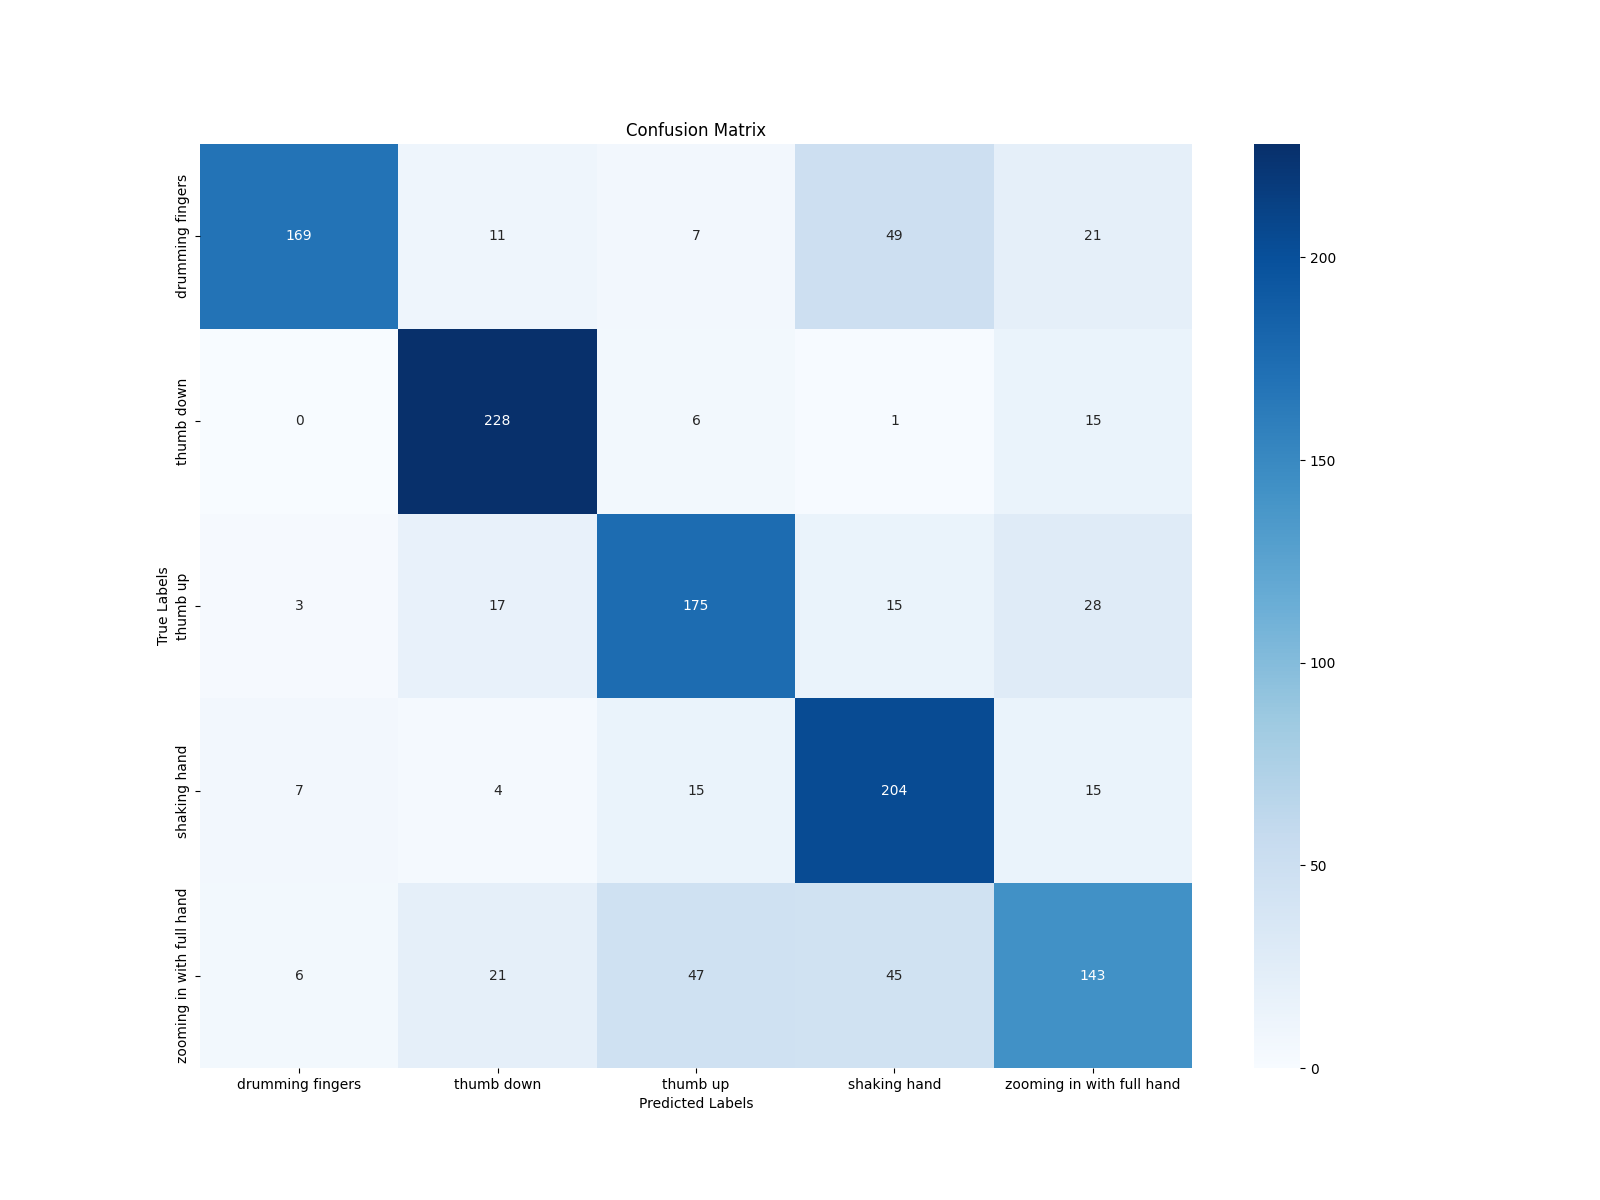 Confusion Matrix
drumming fingers
169 11 7 49 21
thumb down
0 228 6 1 15
True Labels
thumb up
3 17 175 15 28
shaking hand
7 4 15 204 15
zooming in with full hand
6 21 47 45 143
drumming fingers thumb down thumb up shaking hand zooming in with full hand
Predicted Labels
200
150
100
50
0